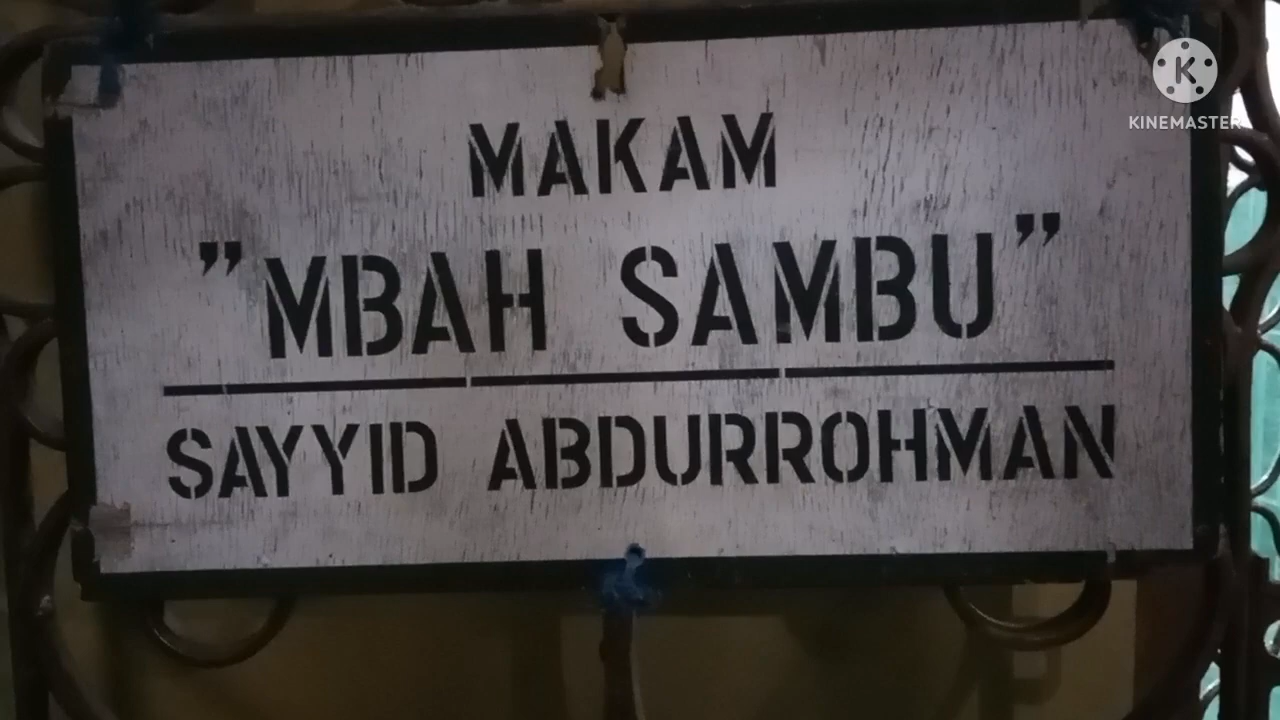 MAKAM
”MBAH SAMBU”
SAYYID ABDURROHMAN
K
KINEMASTER